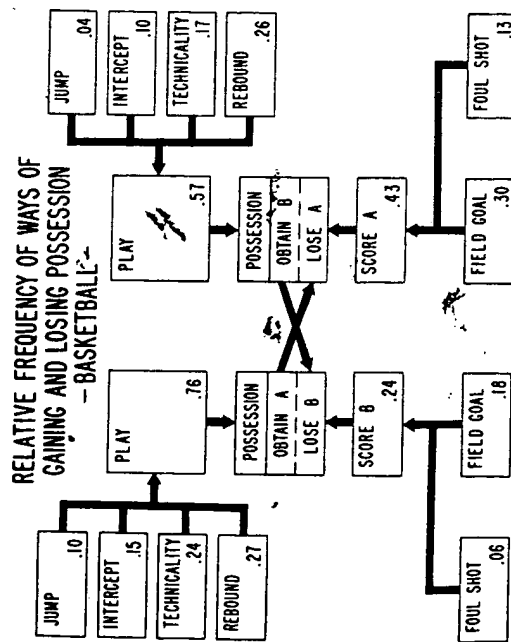 RELATIVE FREQUENCY OF WAYS OF
GAINING AND LOSING POSSESSION
- BASKETBALL -
JUMP
.10
INTERCEPT
.15
TECHNICALITY
.24
REBOUND
.27
PLAY
.76
POSSESSION
OBTAIN A
LOSE B
SCORE B
.24
FOUL SHOT
.06
FIELD GOAL
.18
JUMP
.04
INTERCEPT
.10
TECHNICALITY
.17
REBOUND
.26
PLAY
.57
POSSESSION
OBTAIN B
LOSE A
SCORE A
.43
FIELD GOAL
.30
FOUL SHOT
.13